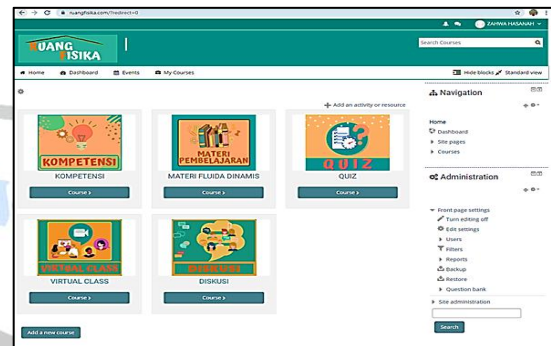 ruangfisika.com/?redirect=0
ZAHWA HASANAH
RUANG
FISIKA
Search Courses
Home Dashboard Events My Courses
Hide blocks Standard view
Add an activity or resource
KOMPETENSI
KOMPETENSI
Course >
MATERI
PEMBELAJARAN
MATERI FLUIDA DINAMIS
Course >
QUIZ
QUIZ
Course >
VIRTUAL CLASS
VIRTUAL CLASS
Course >
DISKUSI
DISKUSI
Course >
Add a new course
Navigation
Home
Dashboard
Site pages
Courses
Administration
Front page settings
Turn editing off
Edit settings
Users
Filters
Reports
Backup
Restore
Question bank
Site administration
Search